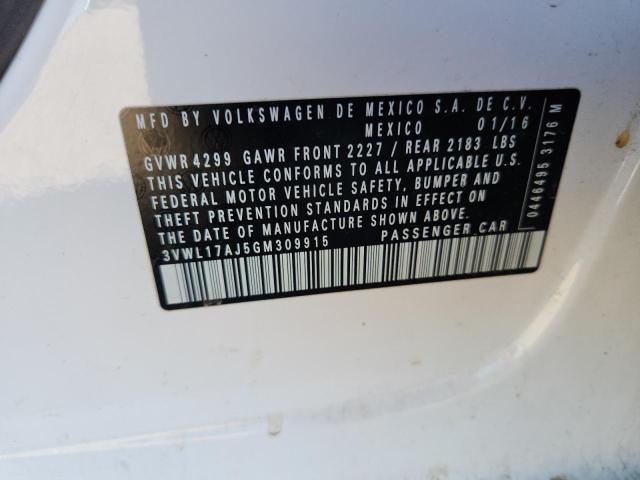 MFD BY VOLKSWAGEN DE MEXICO S.A. DE C.V.
MEXICO 01/16
GVWR 4299 GAWR FRONT 2227 / REAR 2183 LBS
THIS VEHICLE CONFORMS TO ALL APPLICABLE U.S.
FEDERAL MOTOR VEHICLE SAFETY, BUMPER AND
THEFT PREVENTION STANDARDS IN EFFECT ON
THE DATE OF MANUFACTURE SHOWN ABOVE.
3VWL17AJ5GM309915 PASSENGER CAR
0446495 3176 M